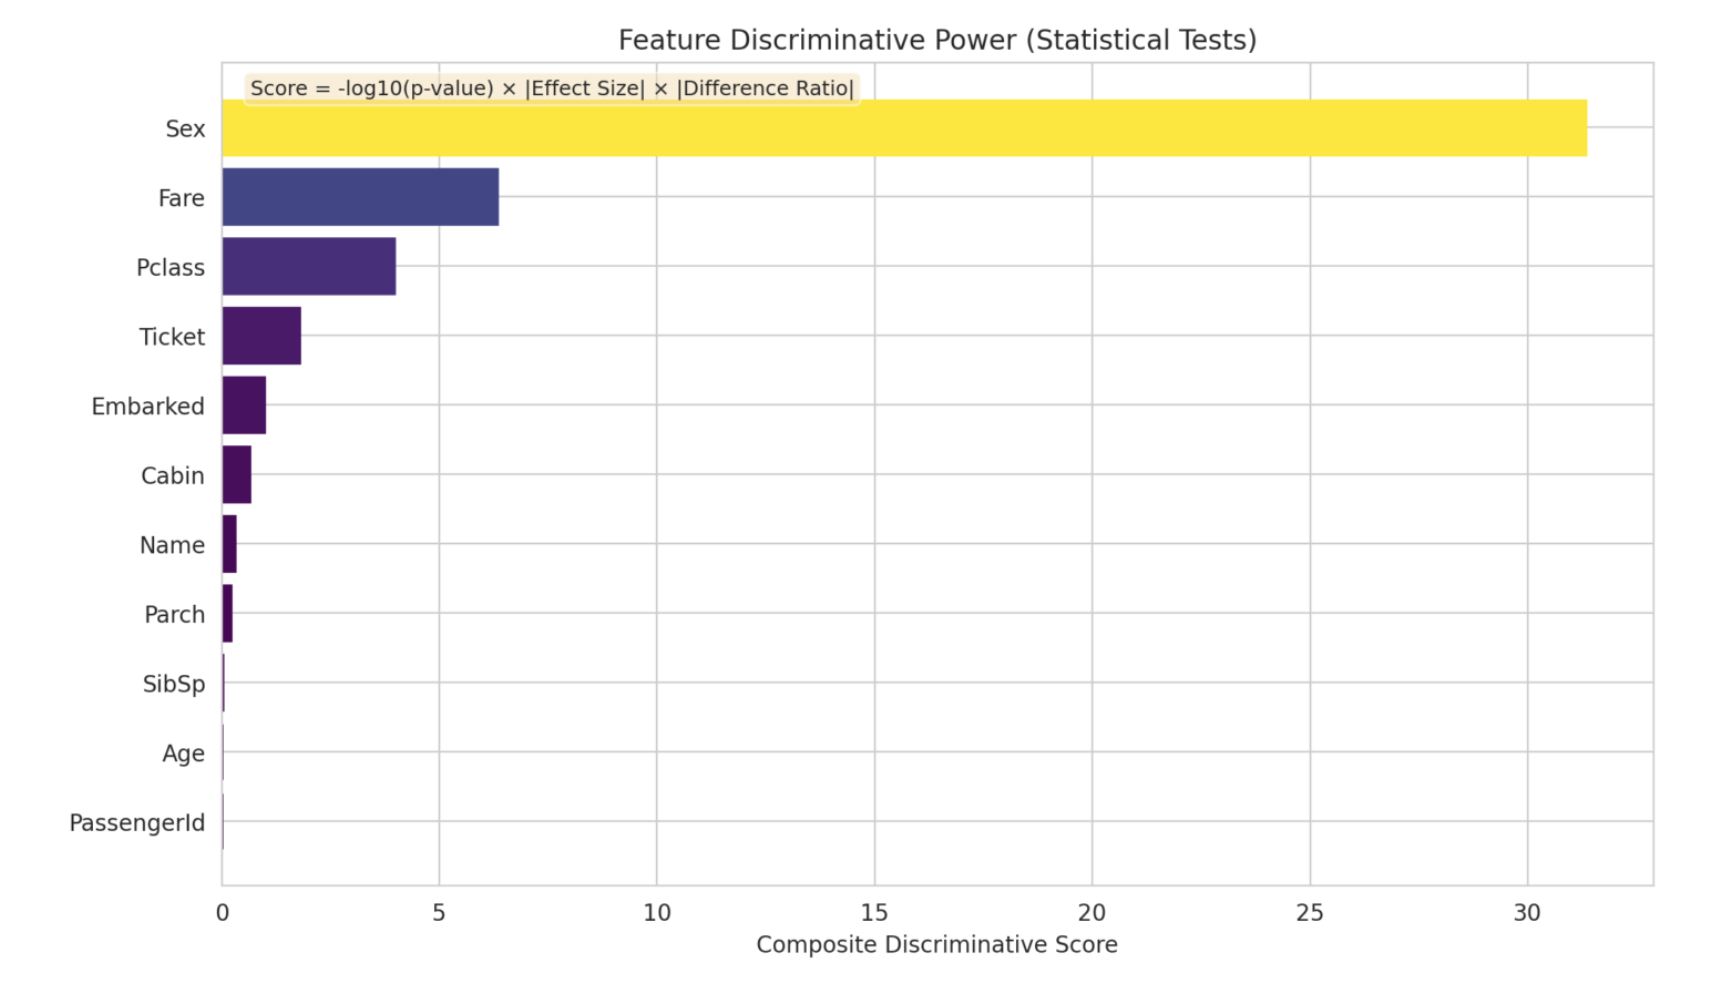 Feature Discriminative Power (Statistical Tests)
Score = -log10(p-value) × |Effect Size| × |Difference Ratio|
Sex
Fare
Pclass
Ticket
Embarked
Cabin
Name
Parch
SibSp
Age
PassengerId
0 5 10 15 20 25 30
Composite Discriminative Score